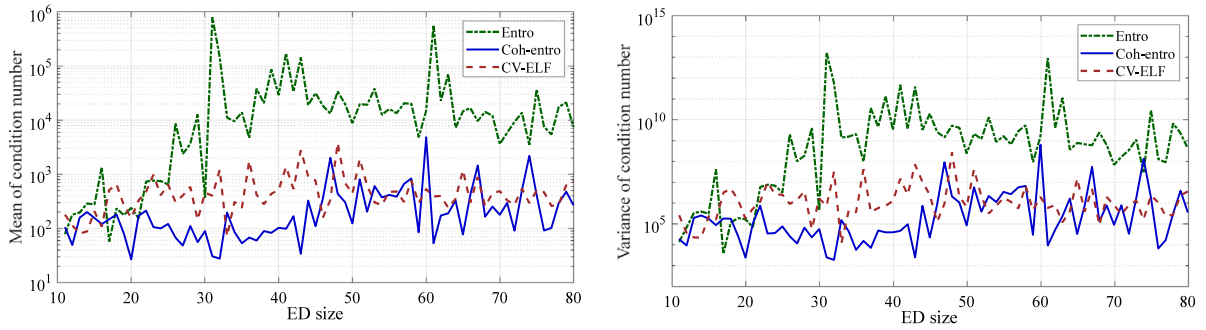 Mean of condition number
10^6
10^5
10^4
10^3
10^2
10^1
10 20 30 40 50 60 70 80
ED size
Entro
Coh-entro
CV-ELF
Variance of condition number
10^15
10^10
10^5
10 20 30 40 50 60 70 80
ED size
Entro
Coh-entro
CV-ELF